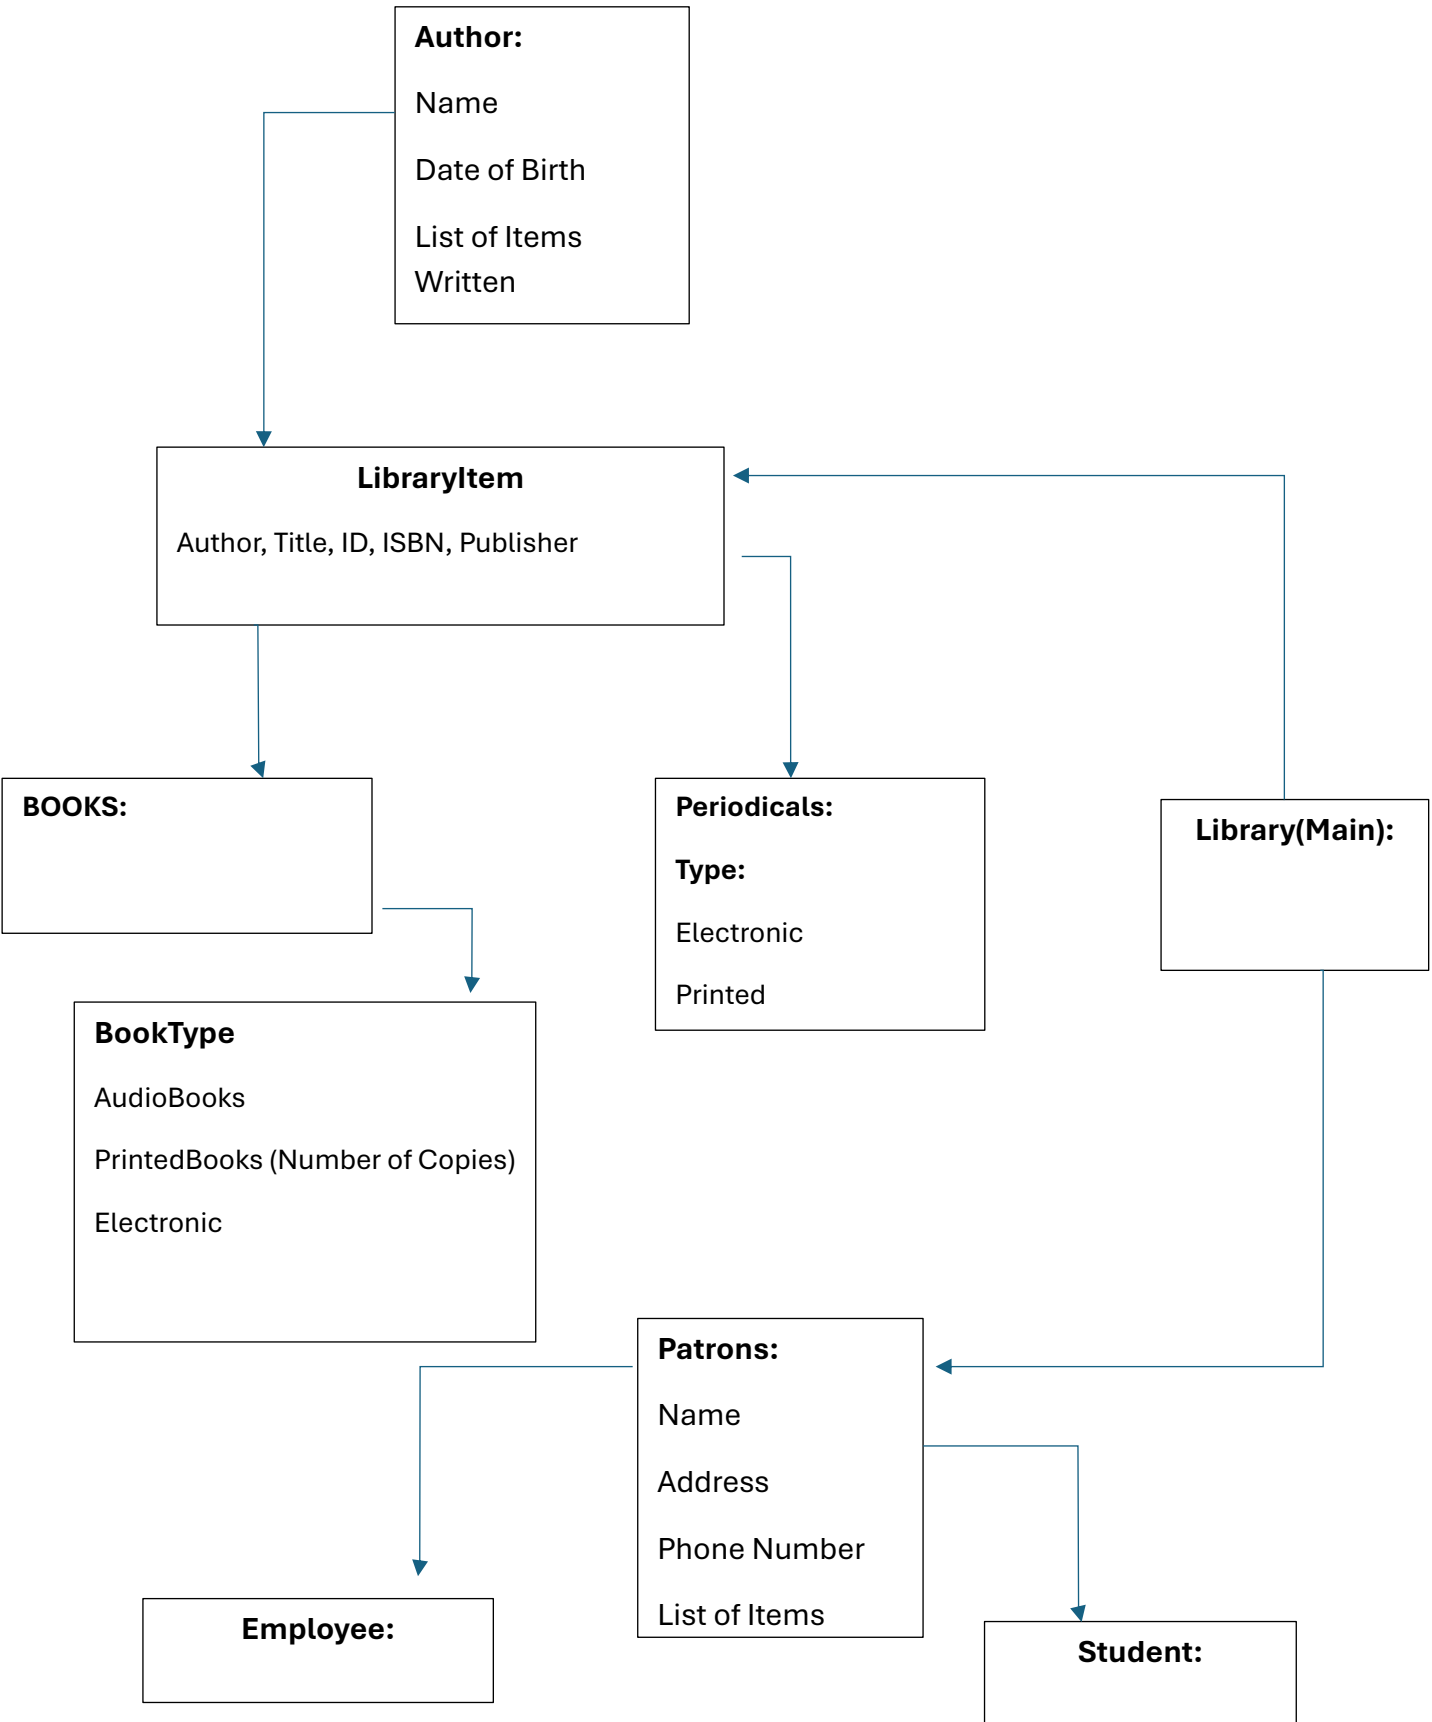 Author:
Name
Date of Birth
List of Items
Written
LibraryItem
Author, Title, ID, ISBN, Publisher
BOOKS:
Periodicals:
Type:
Electronic
Printed
Library(Main):
BookType
AudioBooks
PrintedBooks (Number of Copies)
Electronic
Patrons:
Name
Address
Phone Number
List of Items
Employee:
Student: